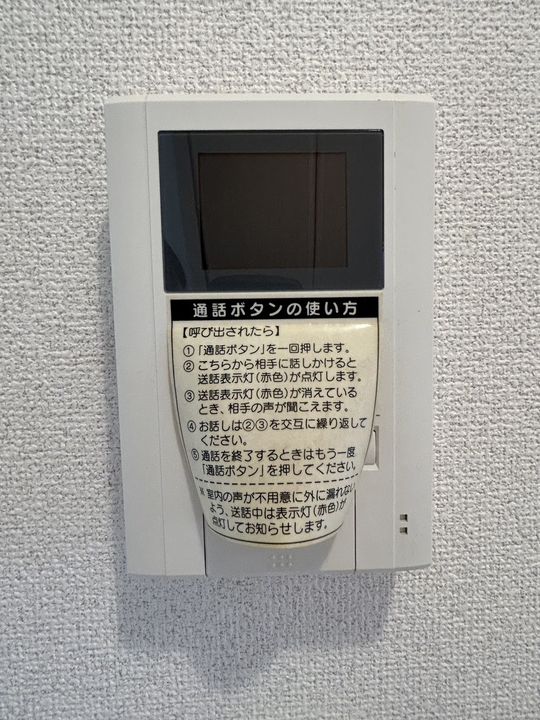 通話ボタンの使い方
【呼び出されたら】
①「通話ボタン」を一回押します。
②こちらから相手に話しかけると
送話表示灯(赤色)が点灯します。
③送話表示灯(赤色)が消えている
とき、相手の声が聞こえます。
④お話しは②③を交互に繰り返して
ください。
⑤通話を終了するときはもう一度
「通話ボタン」を押してください。
※室内の声が不用意に外に漏れない
よう、送話中は表示灯(赤色)が
点灯してお知らせします。